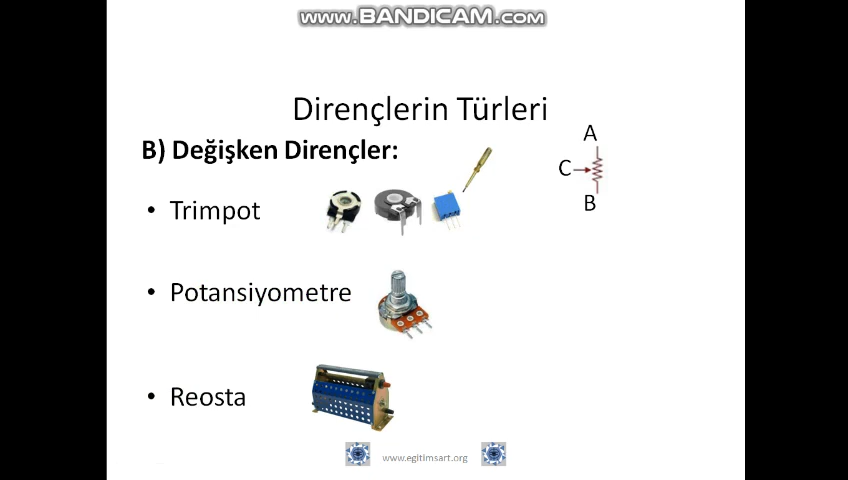 www.BANDICAM.com
Dirençlerin Türleri
B) Değişken Dirençler:
A
C
B
• Trimpot
• Potansiyometre
• Reosta
www.egitimsart.org